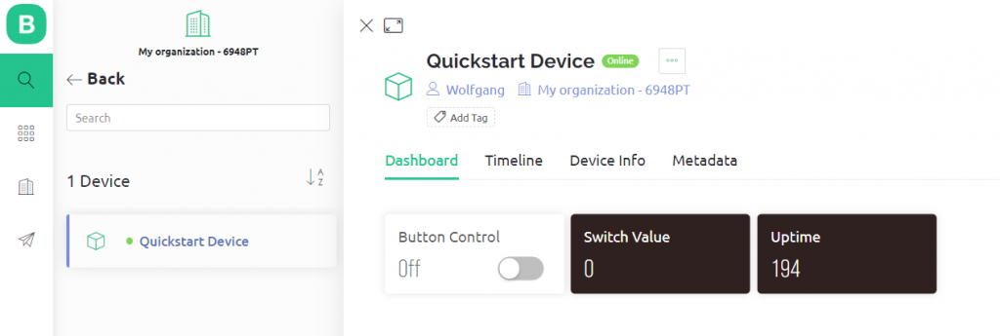 B
My organization - 6948PT
Back
Search
1 Device
A
Z
Quickstart Device
Quickstart Device Online
Wolfgang My organization - 6948PT
Add Tag
Dashboard Timeline Device Info Metadata
Button Control
Off
Switch Value
0
Uptime
194